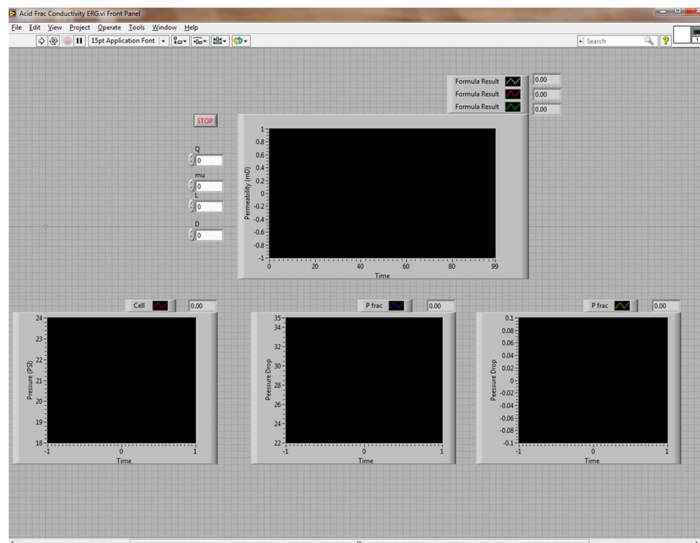 Acid Frac Conductivity ERG.vi Front Panel
File Edit View Project Operate Tools Window Help
15pt Application Font
Search
?
1
Formula Result 0.00
Formula Result 0.00
Formula Result 0.00
STOP
Q
0
mu
0
L
0
D
0
Permeability (mD)
1
0.8
0.6
0.4
0.2
0
-0.2
-0.4
-0.6
-0.8
-1
0 20 40 60 80 99
Time
Cell 0.00
Pressure (PSI)
24
23
22
21
20
19
18
-1 0 1
Time
P frac 0.00
Peessure Drop
35
34
32
30
28
26
24
22
-1 0 1
Time
P frac 0.00
Peessure Drop
0.1
0.08
0.06
0.04
0.02
0
-0.02
-0.04
-0.06
-0.08
-0.1
-1 0 1
Time